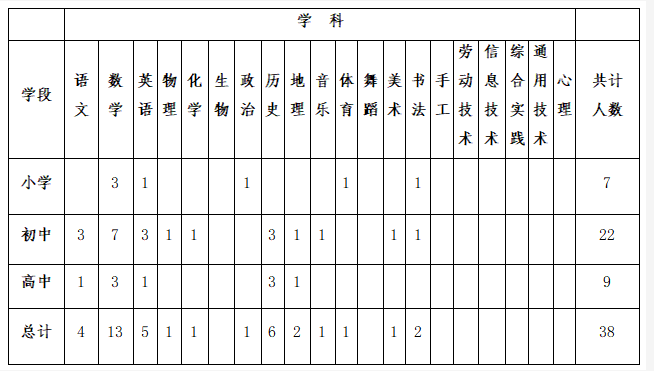 学 科
学段 语文 数学 英语 物理 化学 生物 政治 历史 地理 音乐 体育 舞蹈 美术 书法 手工 劳动技术 信息技术 综合实践 通用技术 心理 共计人数
小学 3 1 1 1 1 7
初中 3 7 3 1 1 3 1 1 1 1 22
高中 1 3 1 3 1 9
总计 4 13 5 1 1 1 6 2 1 1 1 2 38